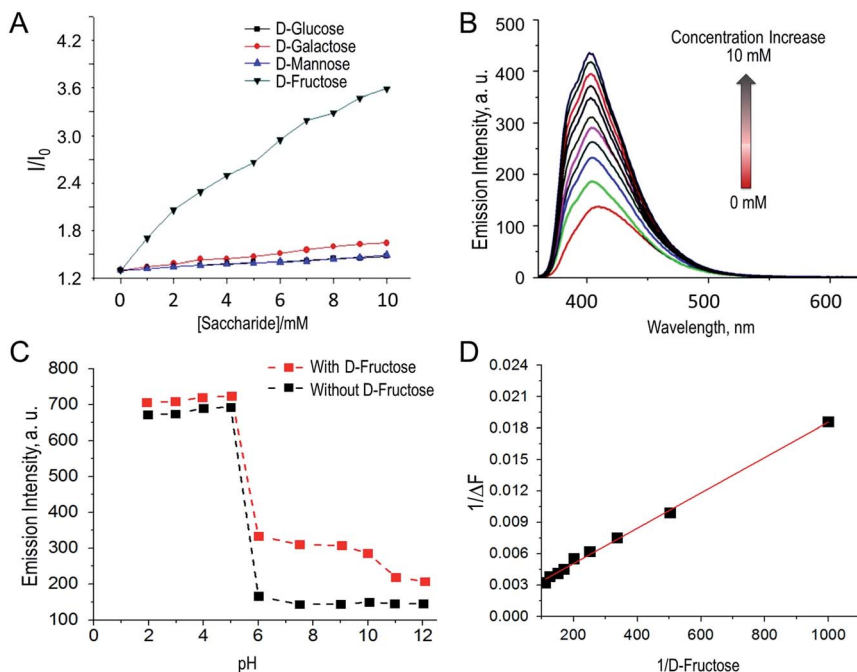 A
4.2
3.6
3.0
2.4
1.8
1.2
I/I0
0 2 4 6 8 10
[Saccharide]/mM
D-Glucose
D-Galactose
D-Mannose
D-Fructose
B
500
400
300
200
100
0
Emission Intensity, a. u.
400 500 600
Wavelength, nm
Concentration Increase
10 mM
0 mM
C
800
700
600
500
400
300
200
100
Emission Intensity, a. u.
0 2 4 6 8 10 12
pH
With D-Fructose
Without D-Fructose
D
0.024
0.021
0.018
0.015
0.012
0.009
0.006
0.003
0.000
1/ΔF
200 400 600 800 1000
1/D-Fructose